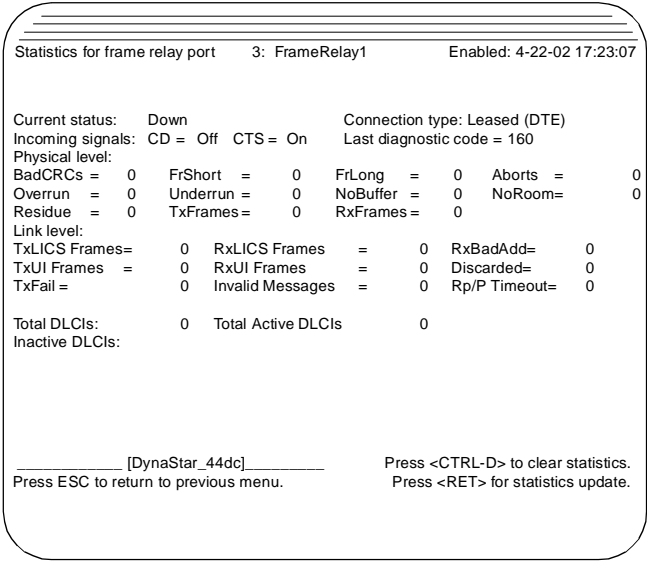 Statistics for frame relay port 3: FrameRelay1 Enabled: 4-22-02 17:23:07
Current status: Down Connection type: Leased (DTE)
Incoming signals: CD = Off CTS = On Last diagnostic code = 160
Physical level:
BadCRCs = 0 FrShort = 0 FrLong = 0 Aborts = 0
Overrun = 0 Underrun = 0 NoBuffer = 0 NoRoom= 0
Residue = 0 TxFrames = 0 RxFrames = 0
Link level:
TxLICS Frames= 0 RxLICS Frames = 0 RxBadAdd= 0
TxUI Frames = 0 RxUI Frames = 0 Discarded= 0
TxFail = 0 Invalid Messages = 0 Rp/P Timeout= 0
Total DLCIs: 0 Total Active DLCIs 0
Inactive DLCIs:
____________ [DynaStar_44dc]_________ Press <CTRL-D> to clear statistics.
Press ESC to return to previous menu. Press <RET> for statistics update.